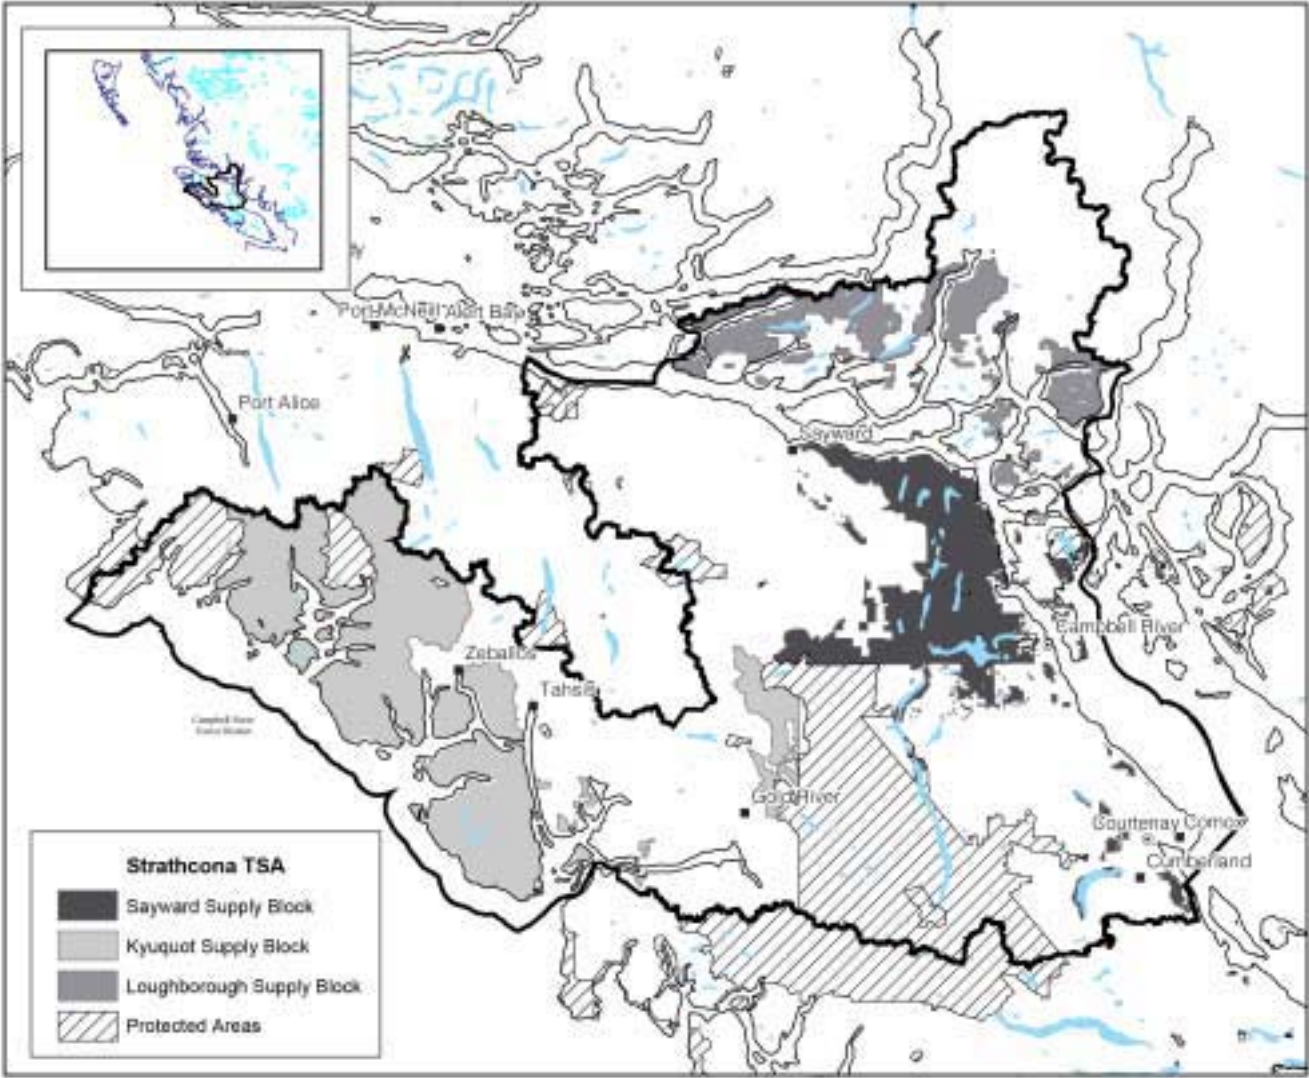 Port McNeill Alert Bay
Port Alice
Sayward
Campbell River
Zeballos
Tahsis
Gold River
Courtenay Comox
Cumberland
Strathcona TSA
Sayward Supply Block
Kyuquot Supply Block
Loughborough Supply Block
Protected Areas